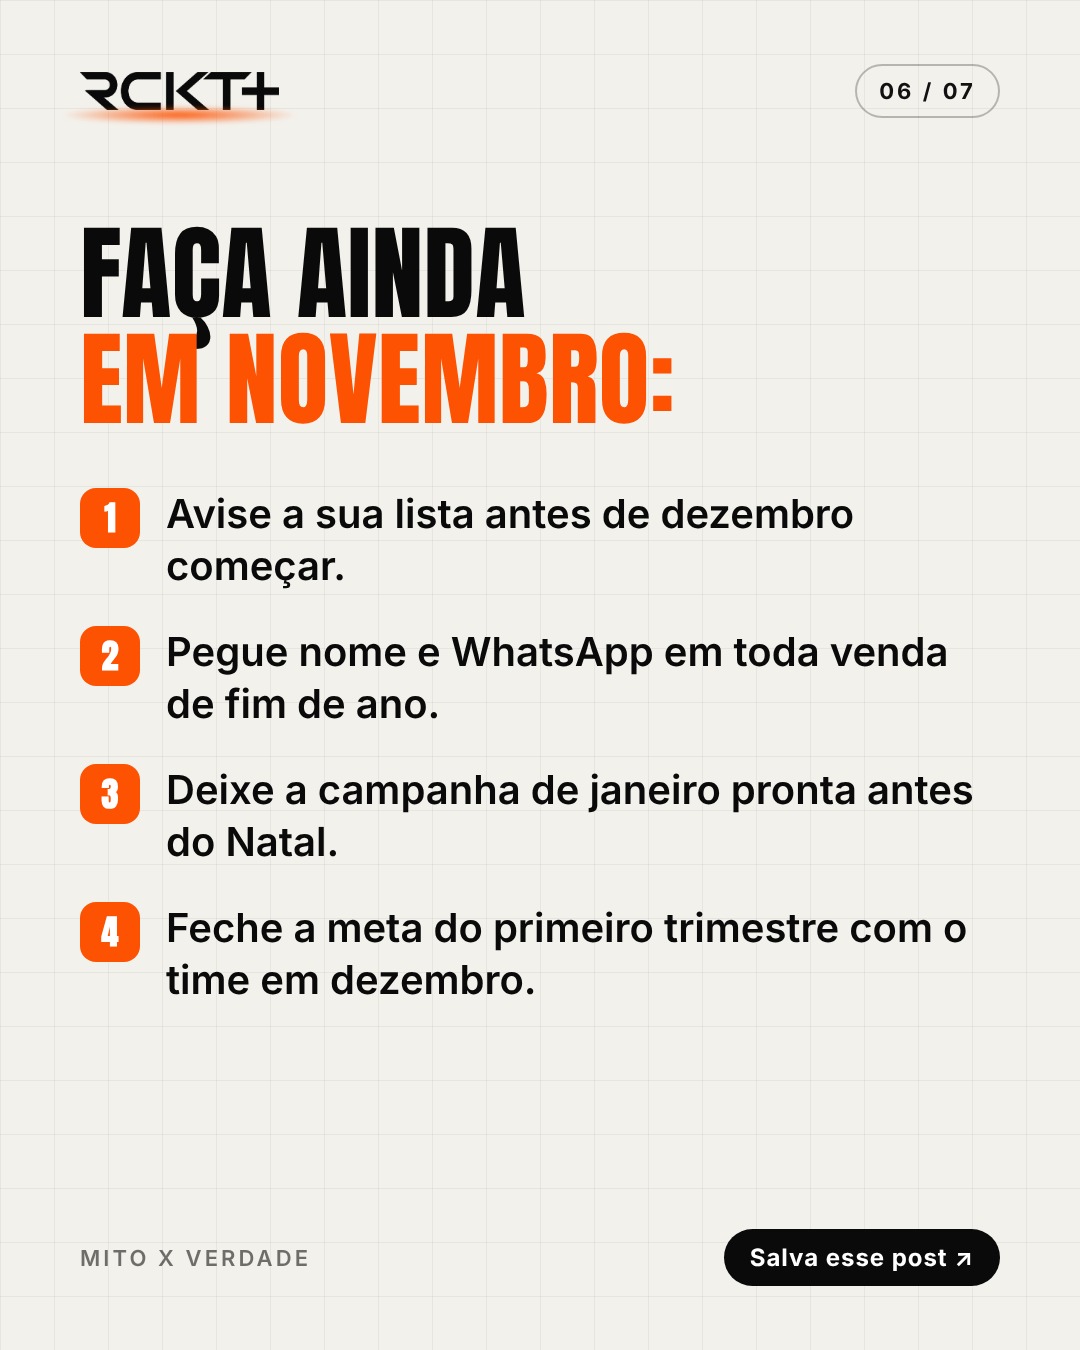 RCKT+
06 / 07
FAÇA AINDA
EM NOVEMBRO:
1 Avise a sua lista antes de dezembro
começar.
2 Pegue nome e WhatsApp em toda venda
de fim de ano.
3 Deixe a campanha de janeiro pronta antes
do Natal.
4 Feche a meta do primeiro trimestre com o
time em dezembro.
MITO X VERDADE
Salva esse post ↗